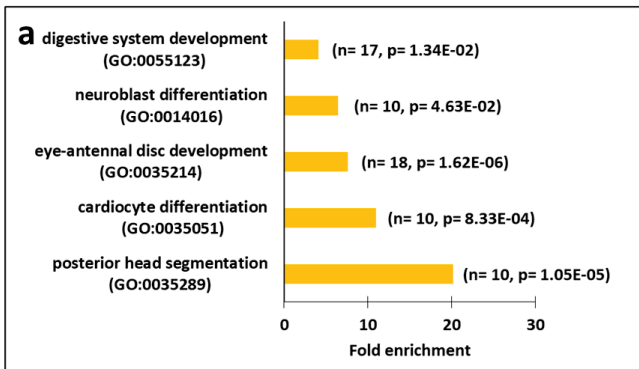 a
digestive system development
(GO:0055123)
(n= 17, p= 1.34E-02)
neuroblast differentiation
(GO:0014016)
(n= 10, p= 4.63E-02)
eye-antennal disc development
(GO:0035214)
(n= 18, p= 1.62E-06)
cardiocyte differentiation
(GO:0035051)
(n= 10, p= 8.33E-04)
posterior head segmentation
(GO:0035289)
(n= 10, p= 1.05E-05)
0 10 20 30
Fold enrichment